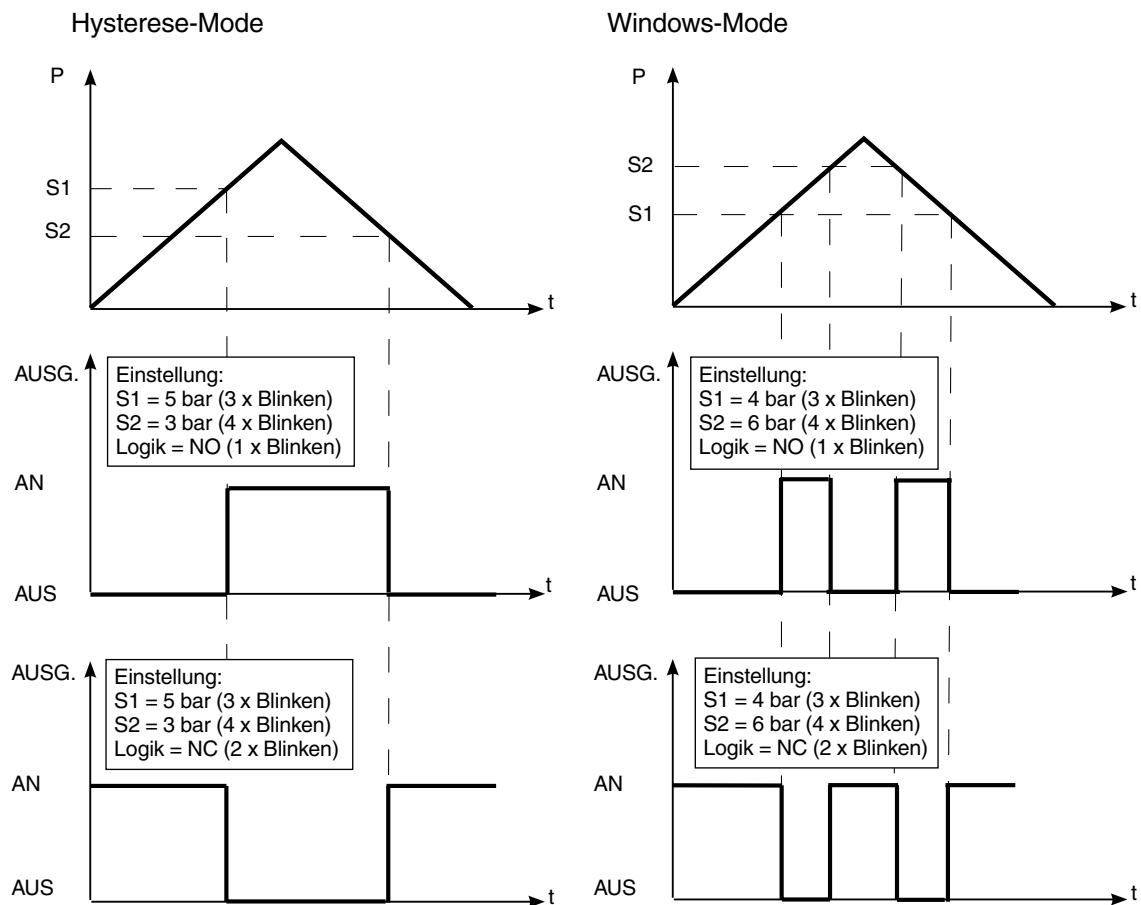 Hysterese-Mode
P
S1
S2
t
AUSG.
Einstellung:
S1 = 5 bar (3 x Blinken)
S2 = 3 bar (4 x Blinken)
Logik = NO (1 x Blinken)
AN
AUS
t
AUSG.
Einstellung:
S1 = 5 bar (3 x Blinken)
S2 = 3 bar (4 x Blinken)
Logik = NC (2 x Blinken)
AN
AUS
t
Windows-Mode
P
S2
S1
t
AUSG.
Einstellung:
S1 = 4 bar (3 x Blinken)
S2 = 6 bar (4 x Blinken)
Logik = NO (1 x Blinken)
AN
AUS
t
AUSG.
Einstellung:
S1 = 4 bar (3 x Blinken)
S2 = 6 bar (4 x Blinken)
Logik = NC (2 x Blinken)
AN
AUS
t